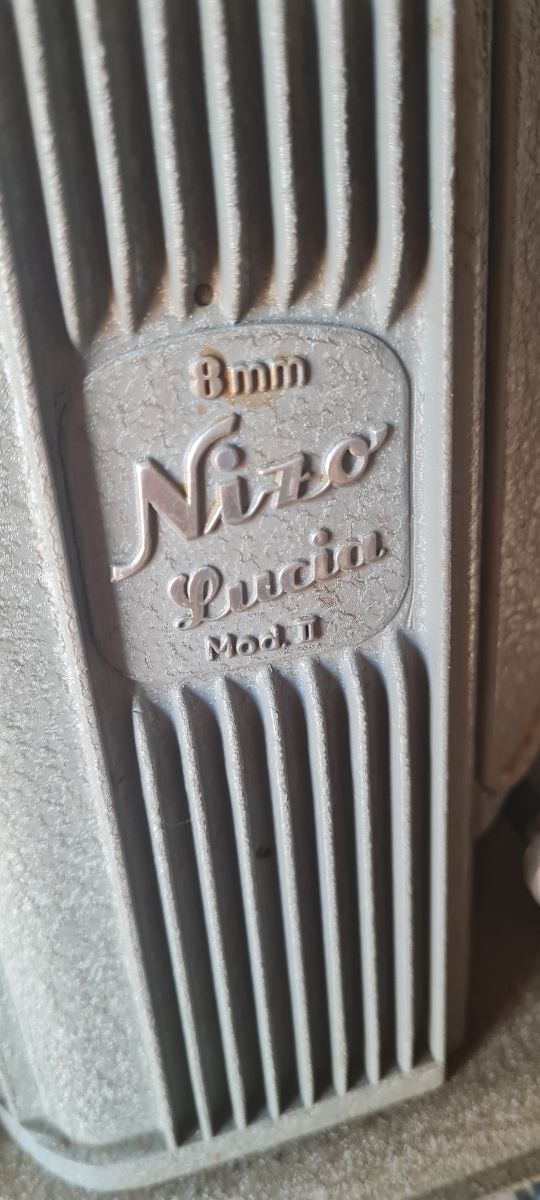 8mm
Nizo
Lucia
Mod. II